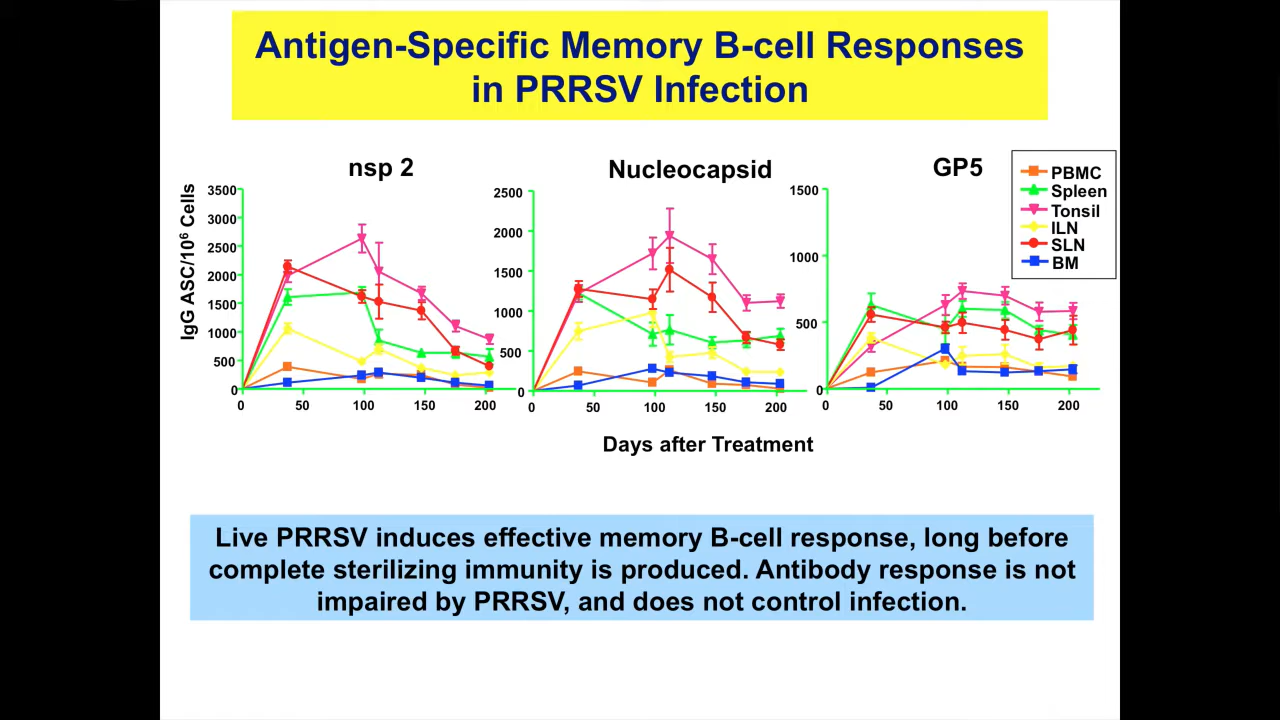 Antigen-Specific Memory B-cell Responses
in PRRSV Infection
nsp 2
Nucleocapsid
GP5
PBMC
Spleen
Tonsil
ILN
SLN
BM
IgG ASC/10⁶ Cells
3500
3000
2500
2000
1500
1000
500
0
0
50
100
150
200
2500
2000
1500
1000
500
0
0
50
100
150
200
1500
1000
500
0
0
50
100
150
200
Days after Treatment
Live PRRSV induces effective memory B-cell response, long before
complete sterilizing immunity is produced. Antibody response is not
impaired by PRRSV, and does not control infection.